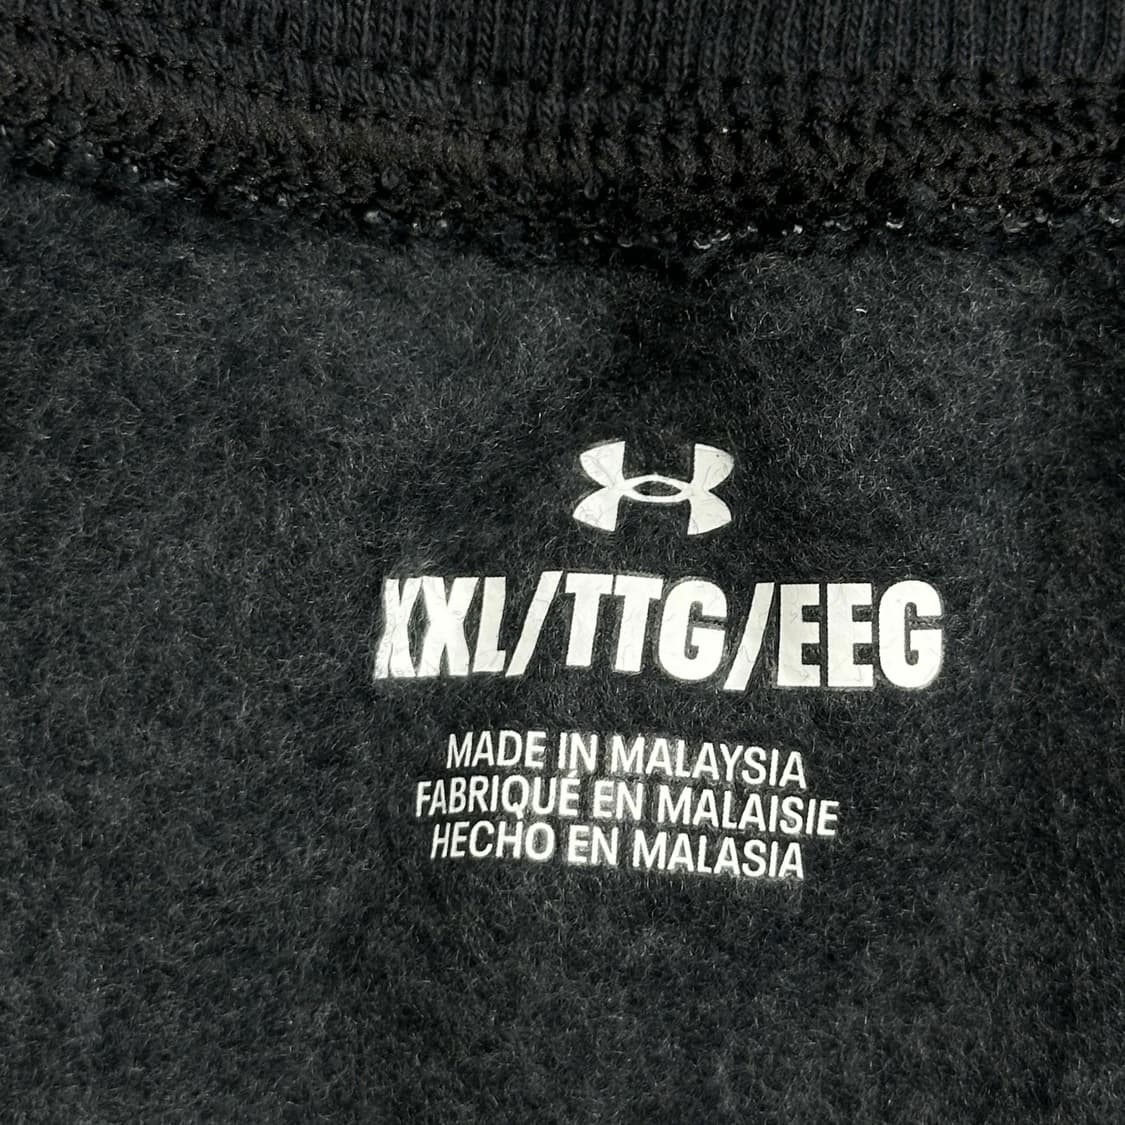 XXL/TTG/EEG
MADE IN MALAYSIA
FABRIQUÉ EN MALAISIE
HECHO EN MALASIA